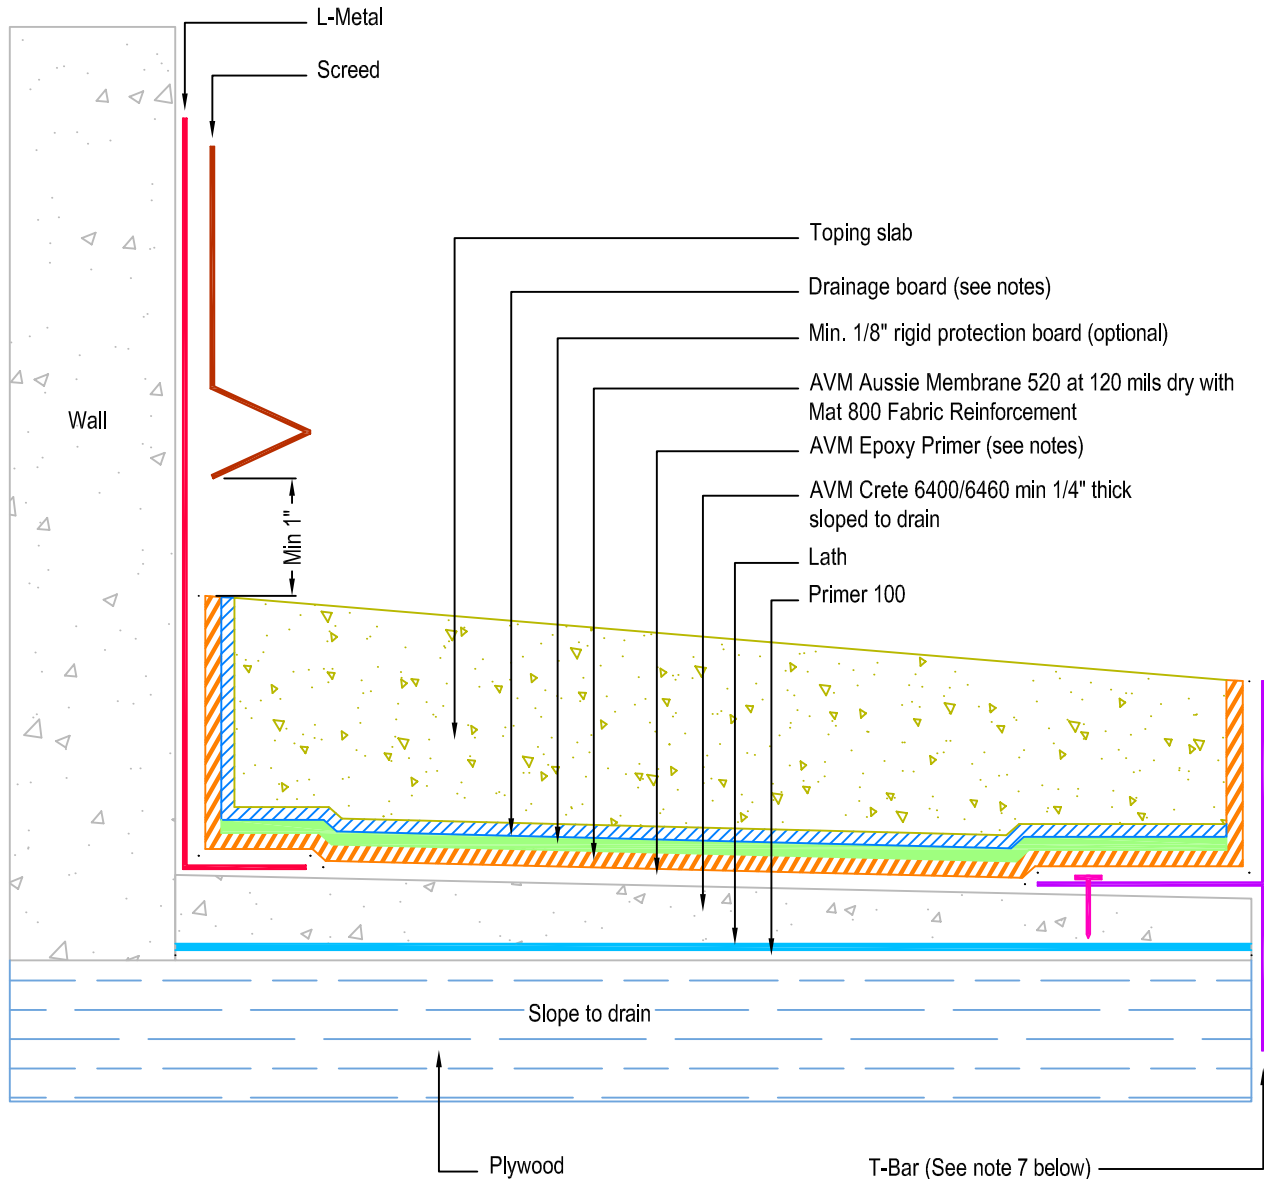 L-Metal
Screed
Toping slab
Drainage board (see notes)
Min. 1/8" rigid protection board (optional)
AVM Aussie Membrane 520 at 120 mils dry with
Mat 800 Fabric Reinforcement
Wall
AVM Epoxy Primer (see notes)
AVM Crete 6400/6460 min 1/4" thick
sloped to drain
Min 1"
Lath
Primer 100
Slope to drain
Plywood
T-Bar (See note 7 below)